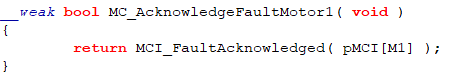 __weak bool MC_AcknowledgeFaultMotor1( void )
{
return MCI_FaultAcknowledged( pMCI[M1] );
}